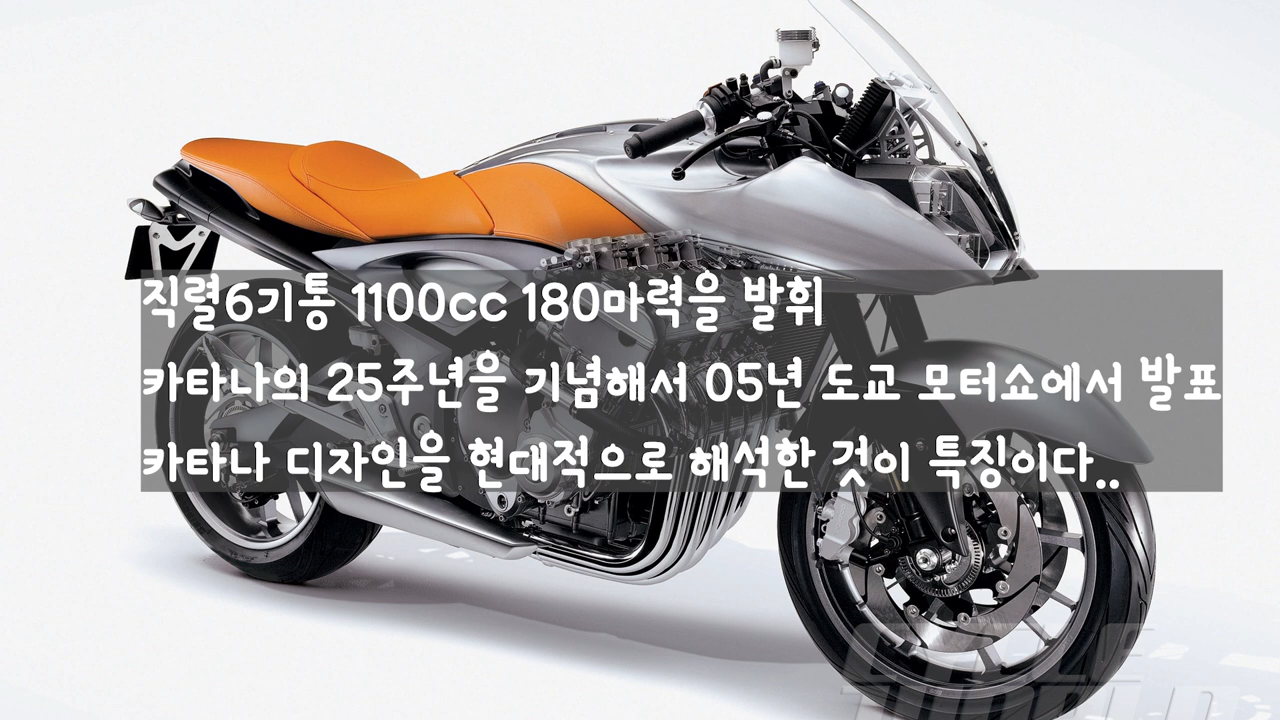 직렬6기통 1100cc 180마력을 발휘
카타나의 25주년을 기념해서 05년 도쿄 모터쇼에서 발표
카타나 디자인을 현대적으로 해석한 것이 특징이다..
CYCLE
WORLD